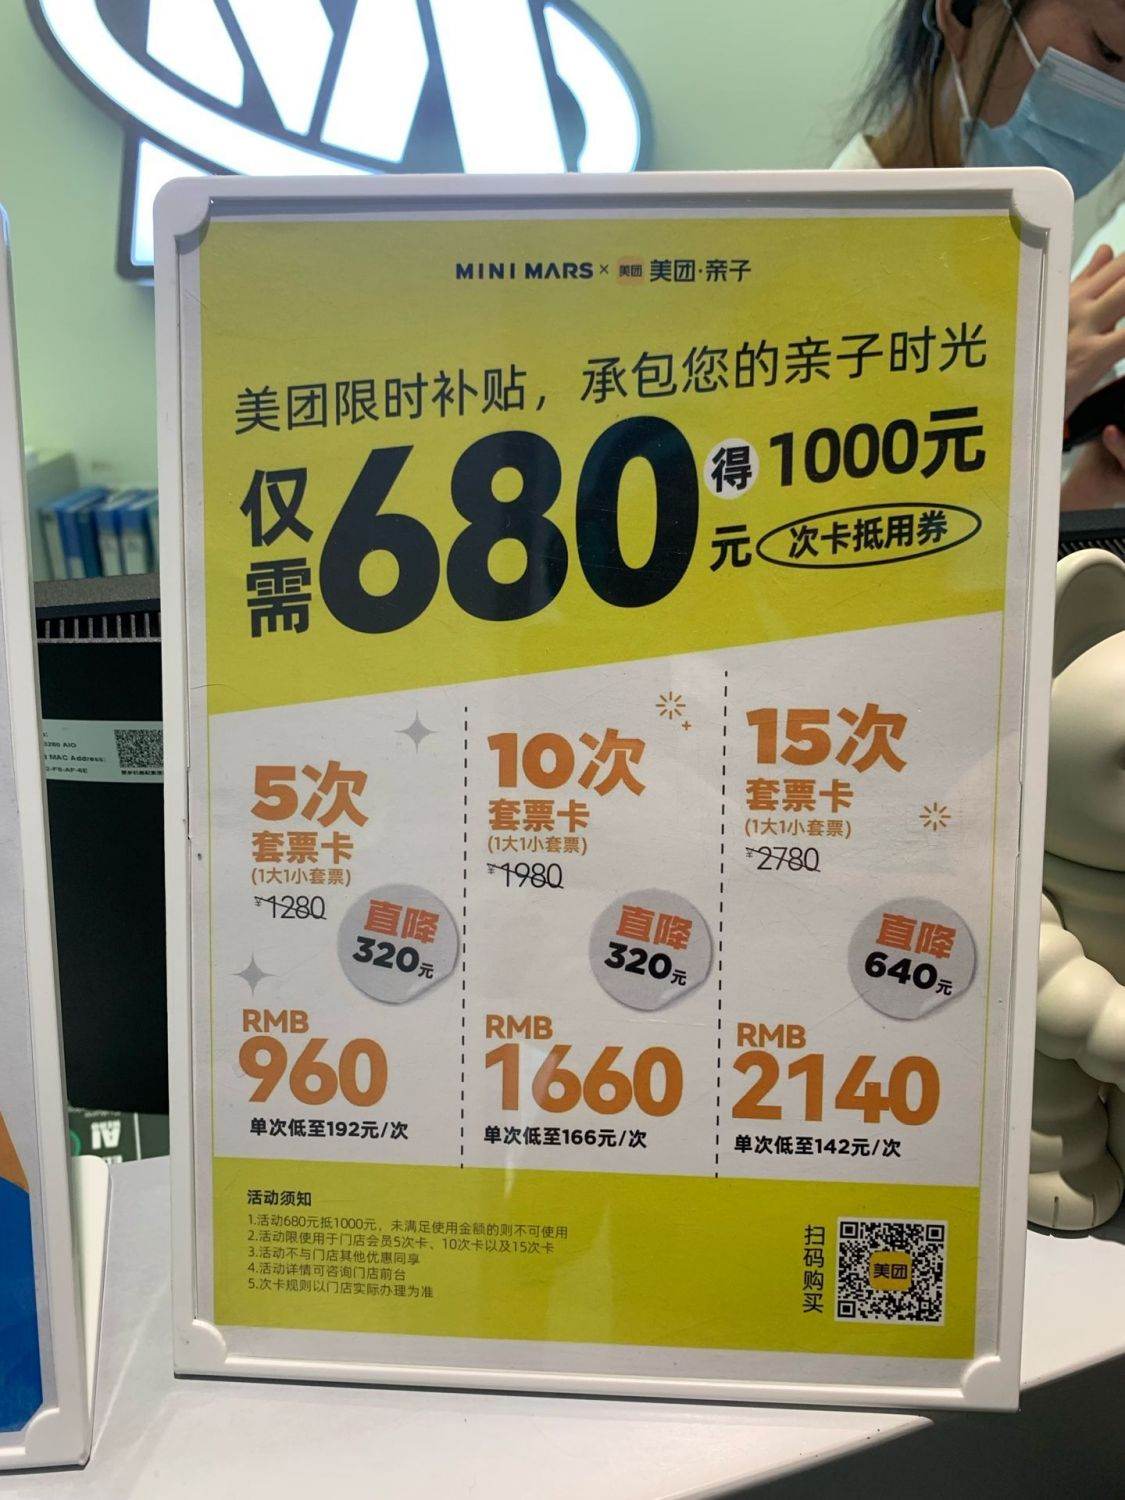 MINI MARS × 美团 美团·亲子
美团限时补贴，承包您的亲子时光
仅需680元得1000元
次卡抵用券
5次
套票卡
(1大1小套票)
¥1280
直降
320元
RMB
960
单次低至192元/次
10次
套票卡
(1大1小套票)
¥1980
直降
320元
RMB
1660
单次低至166元/次
15次
套票卡
(1大1小套票)
¥2780
直降
640元
RMB
2140
单次低至142元/次
活动须知
1.活动680元抵1000元，未满足使用金额的则不可使用
2.活动限使用于门店会员5次卡、10次卡以及15次卡
3.活动不与门店其他优惠同享
4.活动详情可咨询门店前台
5.次卡规则以门店实际办理为准
扫码购买
美团
5280 AIO
MAC Address: